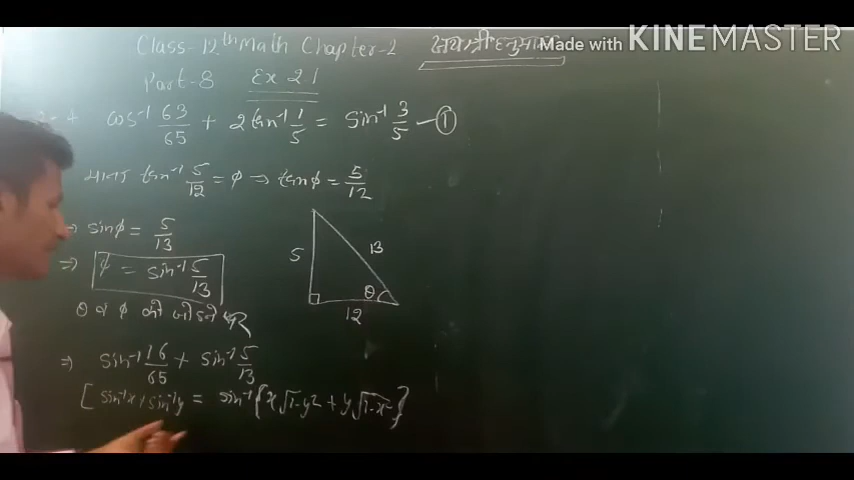 Class-12th Math Chapter-2
Made with KINEMASTER
Part-8 Ex 2.1
cos⁻¹ 63/65 + 2tan⁻¹ 1/5 = sin⁻¹ 3/5 —①
माना tan⁻¹ 5/12 = φ ⇒ tanφ = 5/12
⇒ sinφ = 5/13
⇒ φ = sin⁻¹ 5/13
5
13
θ
12
θ व φ को जोड़ने पर
⇒ sin⁻¹ 16/65 + sin⁻¹ 5/13
[sin⁻¹x + sin⁻¹y = sin⁻¹{x√1-y² + y√1-x²}